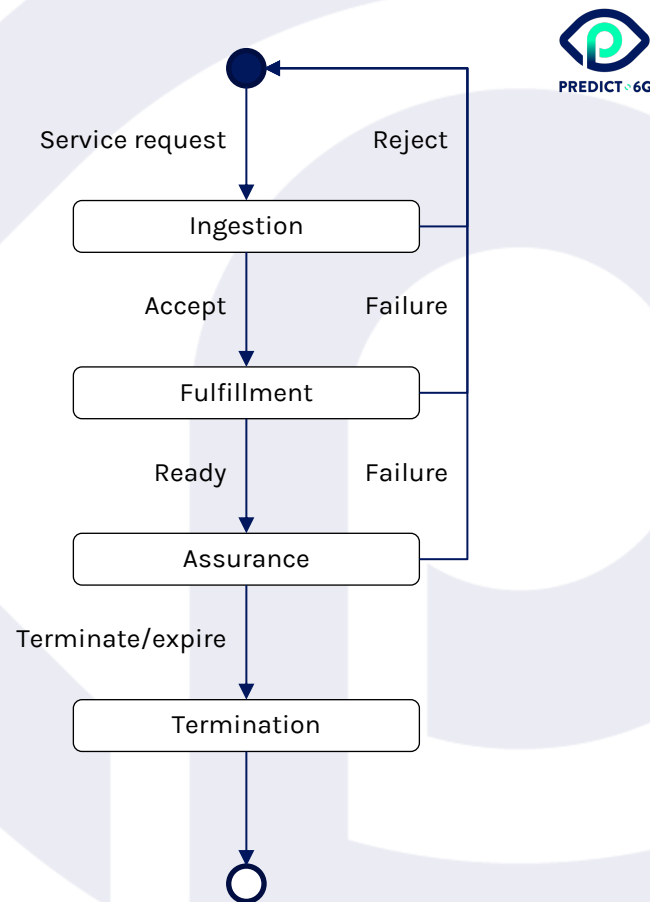 PREDICT 6G
Service request
Reject
Ingestion
Accept
Failure
Fulfillment
Ready
Failure
Assurance
Terminate/expire
Termination